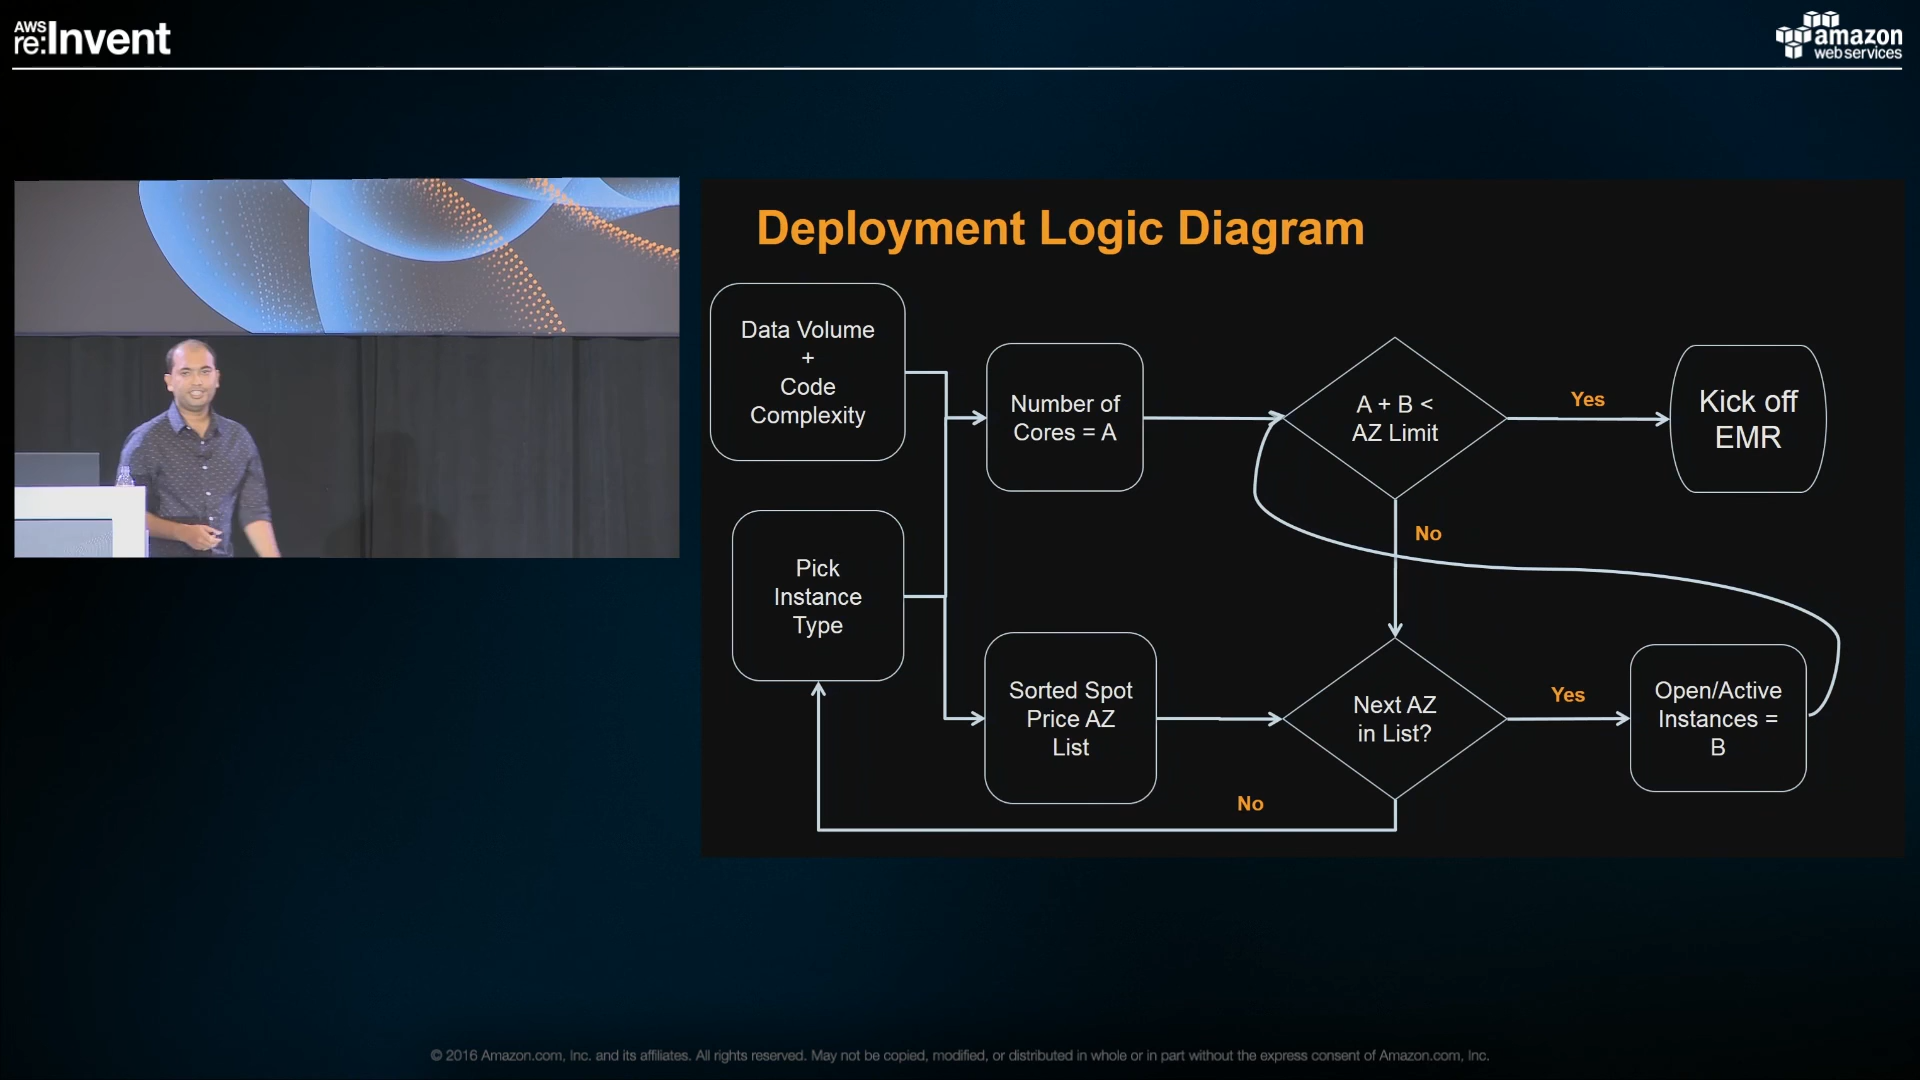 AWS
re:Invent
amazon
web services
Deployment Logic Diagram
Data Volume
+
Code
Complexity
Number of
Cores = A
A + B <
AZ Limit
Yes
Kick off
EMR
No
Pick
Instance
Type
Sorted Spot
Price AZ
List
Next AZ
in List?
Yes
Open/Active
Instances =
B
No
© 2016 Amazon.com, Inc. and its affiliates. All rights reserved. May not be copied, modified, or distributed in whole or in part without the express consent of Amazon.com, Inc.